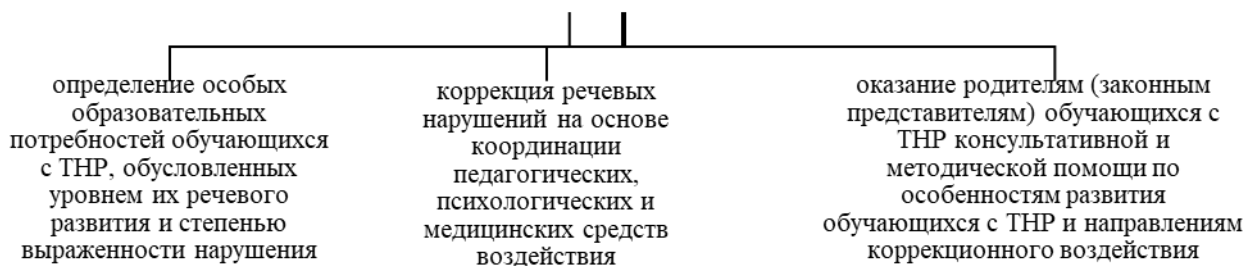 определение особых
образовательных
потребностей обучающихся
с ТНР, обусловленных
уровнем их речевого
развития и степенью
выраженности нарушения
коррекция речевых
нарушений на основе
координации
педагогических,
психологических и
медицинских средств
воздействия
оказание родителям (законным
представителям) обучающихся с
ТНР консультативной и
методической помощи по
особенностям развития
обучающихся с ТНР и направлениям
коррекционного воздействия